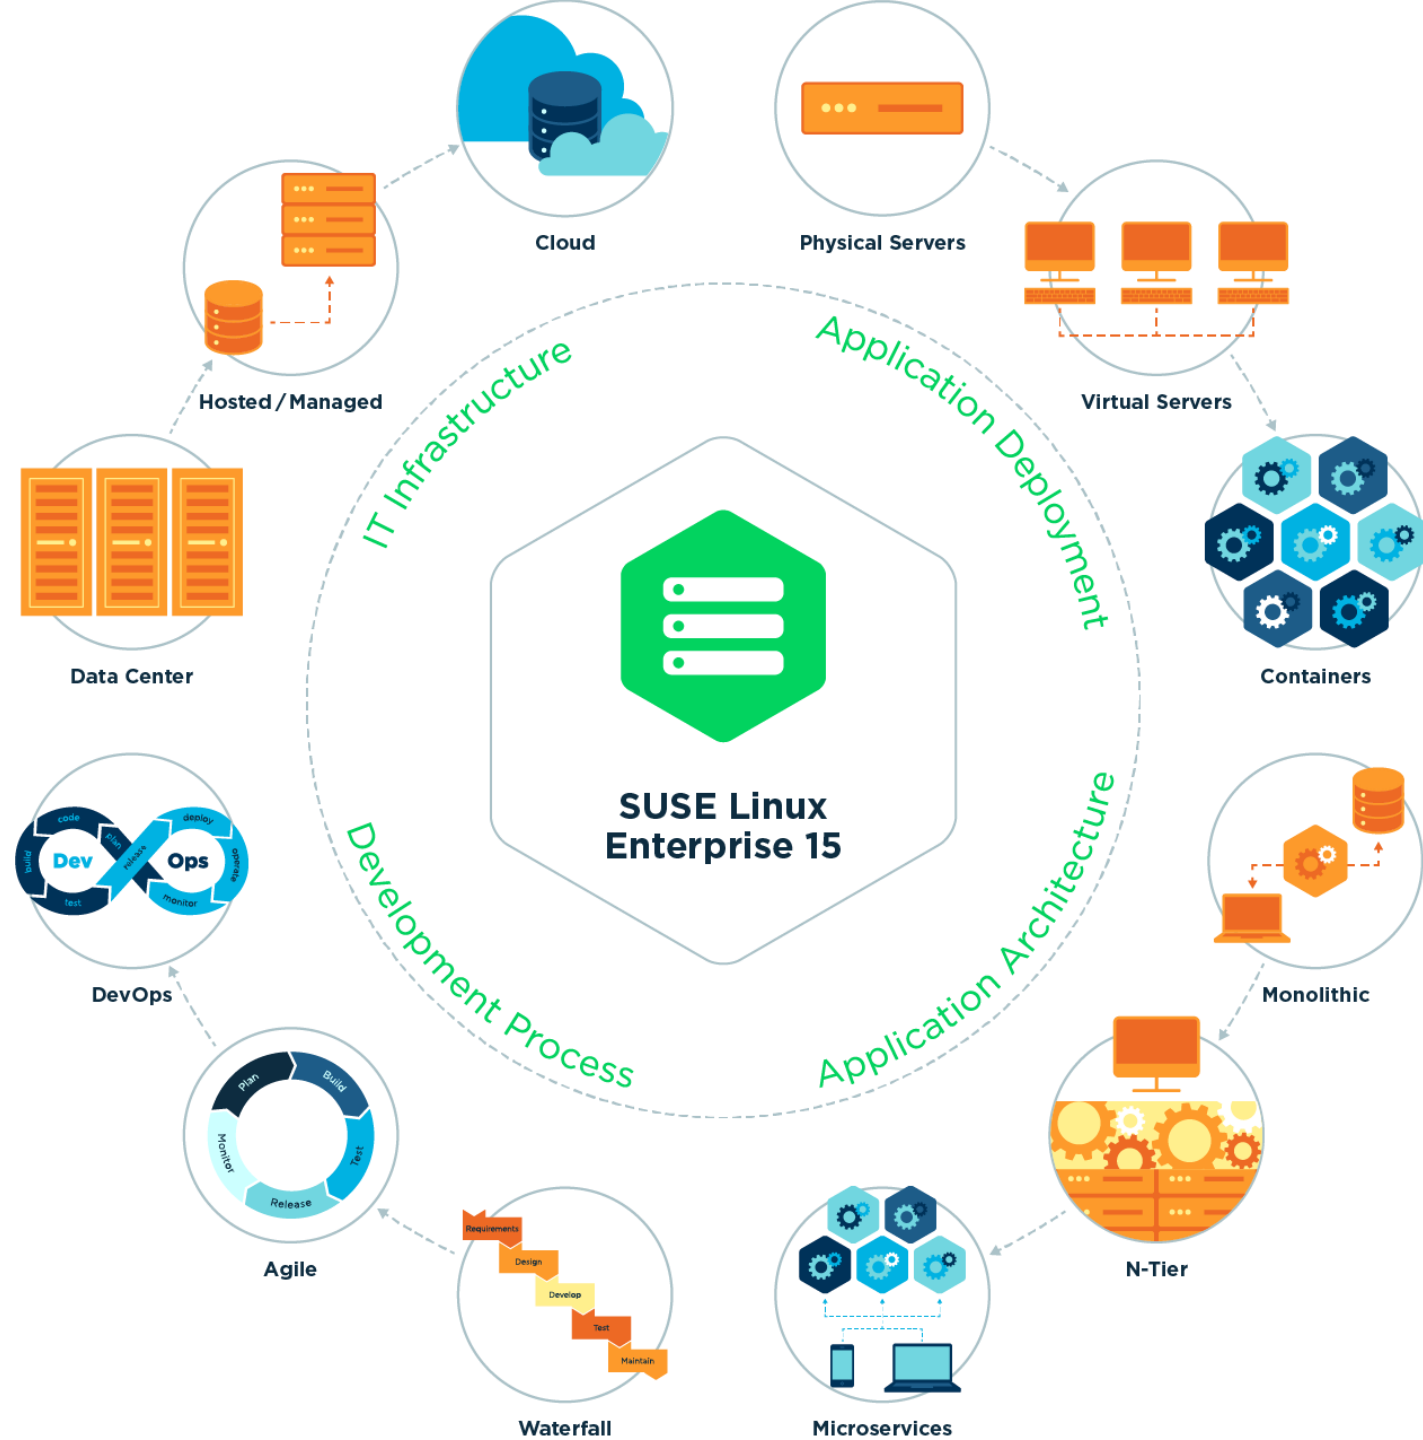 Cloud
Physical Servers
Hosted / Managed
Virtual Servers
IT Infrastructure
Application Deployment
Data Center
Containers
SUSE Linux
Enterprise 15
Development Process
Application Architecture
code
plan
build
test
Dev
release
deploy
operate
monitor
Ops
DevOps
Monolithic
Plan
Build
Test
Release
Monitor
Agile
N-Tier
Requirements
Design
Develop
Test
Maintain
Waterfall
Microservices